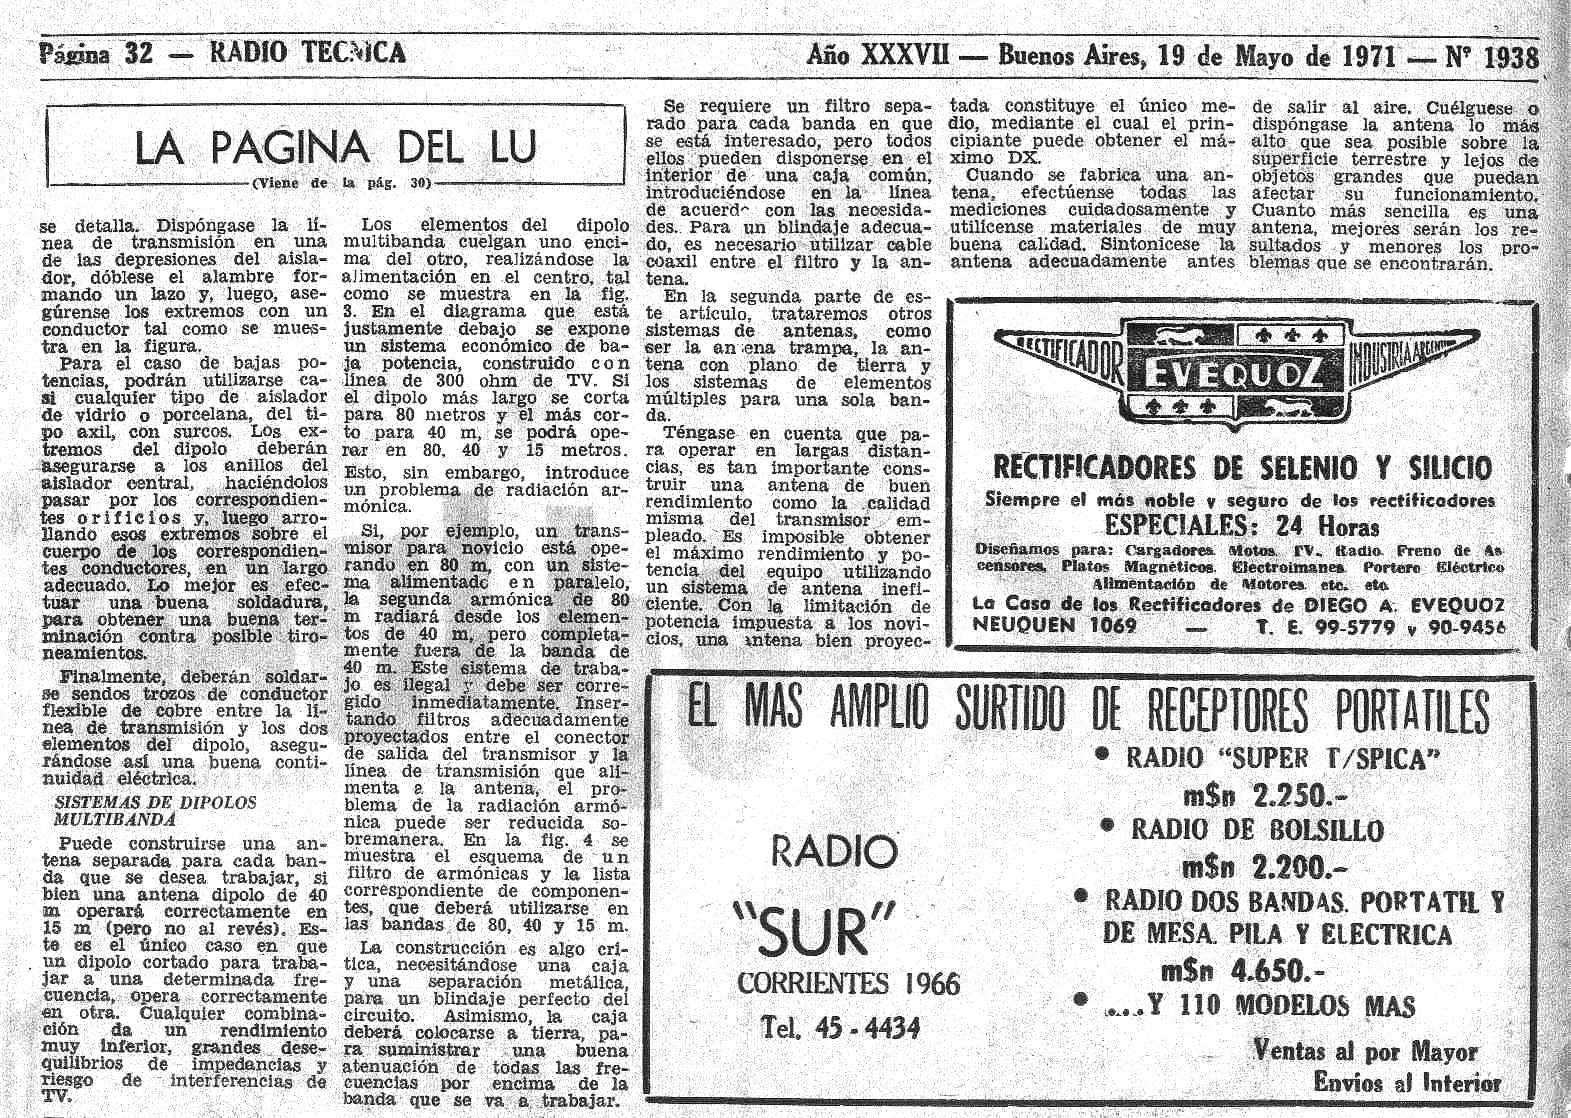 Página 32 — RADIO TECNICA
Año XXXVII — Buenos Aires, 19 de Mayo de 1971 — Nº 1938
LA PAGINA DEL LU
(Viene de la pág. 30)
se detalla. Dispóngase la lí-
nea de transmisión en una
de las depresiones del aisla-
dor, dóblese el alambre for-
mando un lazo y, luego, ase-
gúrense los extremos con un
conductor tal como se mues-
tra en la figura.
Para el caso de bajas po-
tencias, podrán utilizarse ca-
si cualquier tipo de aislador
de vidrio o porcelana, del ti-
po axil, con surcos. Los ex-
tremos del dipolo deberán
asegurarse a los anillos del
aislador central, haciéndolos
pasar por los correspondien-
tes orificios y, luego arro-
llando esos extremos sobre el
cuerpo de los correspondien-
tes conductores, en un largo
adecuado. Lo mejor es efec-
tuar una buena soldadura,
para obtener una buena ter-
minación contra posible tiro-
neamientos.
Finalmente, deberán soldar-
se sendos trozos de conductor
flexible de cobre entre la lí-
nea de transmisión y los dos
elementos del dipolo, asegu-
rándose así una buena conti-
nuidad eléctrica.
SISTEMAS DE DIPOLOS
MULTIBANDA
Puede construirse una an-
tena separada para cada ban-
da que se desea trabajar, si
bien una antena dipolo de 40
m operará correctamente en
15 m (pero no al revés). Es-
te es el único caso en que
un dipolo cortado para traba-
jar a una determinada fre-
cuencia, opera correctamente
en otra. Cualquier combina-
ción da un rendimiento
muy inferior, grandes dese-
quilibrios de impedancias y
riesgo de interferencias de
TV.
Los elementos del dipolo
multibanda cuelgan uno enci-
ma del otro, realizándose la
alimentación en el centro, tal
como se muestra en la fig.
3. En el diagrama que está
justamente debajo se expone
un sistema económico de ba-
ja potencia, construido con
línea de 300 ohm de TV. Si
el dipolo más largo se corta
para 80 metros y el más cor-
to para 40 m, se podrá ope-
rar en 80, 40 y 15 metros.
Esto, sin embargo, introduce
un problema de radiación ar-
mónica.
Si, por ejemplo, un trans-
misor para novicio está ope-
rando en 80 m, con un siste-
ma alimentado en paralelo,
la segunda armónica de 80
m radiará desde los elemen-
tos de 40 m, pero completa-
mente fuera de la banda de
40 m. Este sistema de traba-
jo es ilegal y debe ser corre-
gido inmediatamente. Inser-
tando filtros adecuadamente
proyectados entre el conector
de salida del transmisor y la
línea de transmisión que ali-
menta a la antena, el pro-
blema de la radiación armó-
nica puede ser reducida so-
bremanera. En la fig. 4 se
muestra el esquema de un
filtro de armónicas y la lista
correspondiente de componen-
tes, que deberá utilizarse en
las bandas de 80, 40 y 15 m.
La construcción es algo crí-
tica, necesitándose una caja
y una separación metálica,
para un blindaje perfecto del
circuito. Asimismo, la caja
deberá colocarse a tierra, pa-
ra suministrar una buena
atenuación de todas las fre-
cuencias por encima de la
banda que se va a trabajar.
Se requiere un filtro sepa-
rado para cada banda en que
se está interesado, pero todos
ellos pueden disponerse en el
interior de una caja común,
introduciéndose en la línea
de acuerdo con las necesida-
des. Para un blindaje adecua-
do, es necesario utilizar cable
coaxil entre el filtro y la an-
tena.
En la segunda parte de es-
te artículo, trataremos otros
sistemas de antenas, como
ser la antena trampa, la an-
tena con plano de tierra y
los sistemas de elementos
múltiples para una sola ban-
da.
Téngase en cuenta que pa-
ra operar en largas distan-
cias, es tan importante cons-
truir una antena de buen
rendimiento como la calidad
misma del transmisor em-
pleado. Es imposible obtener
el máximo rendimiento y po-
tencia del equipo utilizando
un sistema de antena inefi-
ciente. Con la limitación de
potencia impuesta a los novi-
cios, una antena bien proyec-
tada constituye el único me-
dio, mediante el cual el prin-
cipiante puede obtener el má-
ximo DX.
Cuando se fabrica una an-
tena, efectúense todas las
mediciones cuidadosamente y
utilícense materiales de muy
buena calidad. Sintonicese la
antena adecuadamente antes
de salir al aire. Cuélguese o
dispóngase la antena lo más
alto que sea posible sobre la
superficie terrestre y lejos de
objetos grandes que puedan
afectar su funcionamiento.
Cuanto más sencilla es una
antena, mejores serán los re-
sultados y menores los pro-
blemas que se encontrarán.
RECTIFICADOR EVEQUOZ INDUSTRIA ARGENTINA
RECTIFICADORES DE SELENIO Y SILICIO
Siempre el más noble y seguro de los rectificadores
ESPECIALES: 24 Horas
Diseñamos para: Cargadores. Motos. TV., Radio. Freno de As-
censores. Platos Magnéticos. Electroimanes. Portero Eléctrico
Alimentación de Motores. etc. etc
La Casa de los Rectificadores de DIEGO A. EVEQUOZ
NEUQUEN 1069 — T. E. 99-5779 y 90-9456
EL MAS AMPLIO SURTIDO DE RECEPTORES PORTATILES
RADIO
"SUR"
CORRIENTES 1966
Tel. 45 - 4434
• RADIO "SUPER T/SPICA"
m$n 2.250.-
• RADIO DE BOLSILLO
m$n 2.200.-
• RADIO DOS BANDAS. PORTATIL Y
DE MESA. PILA Y ELECTRICA
m$n 4.650.-
• ....Y 110 MODELOS MAS
Ventas al por Mayor
Envios al Interior